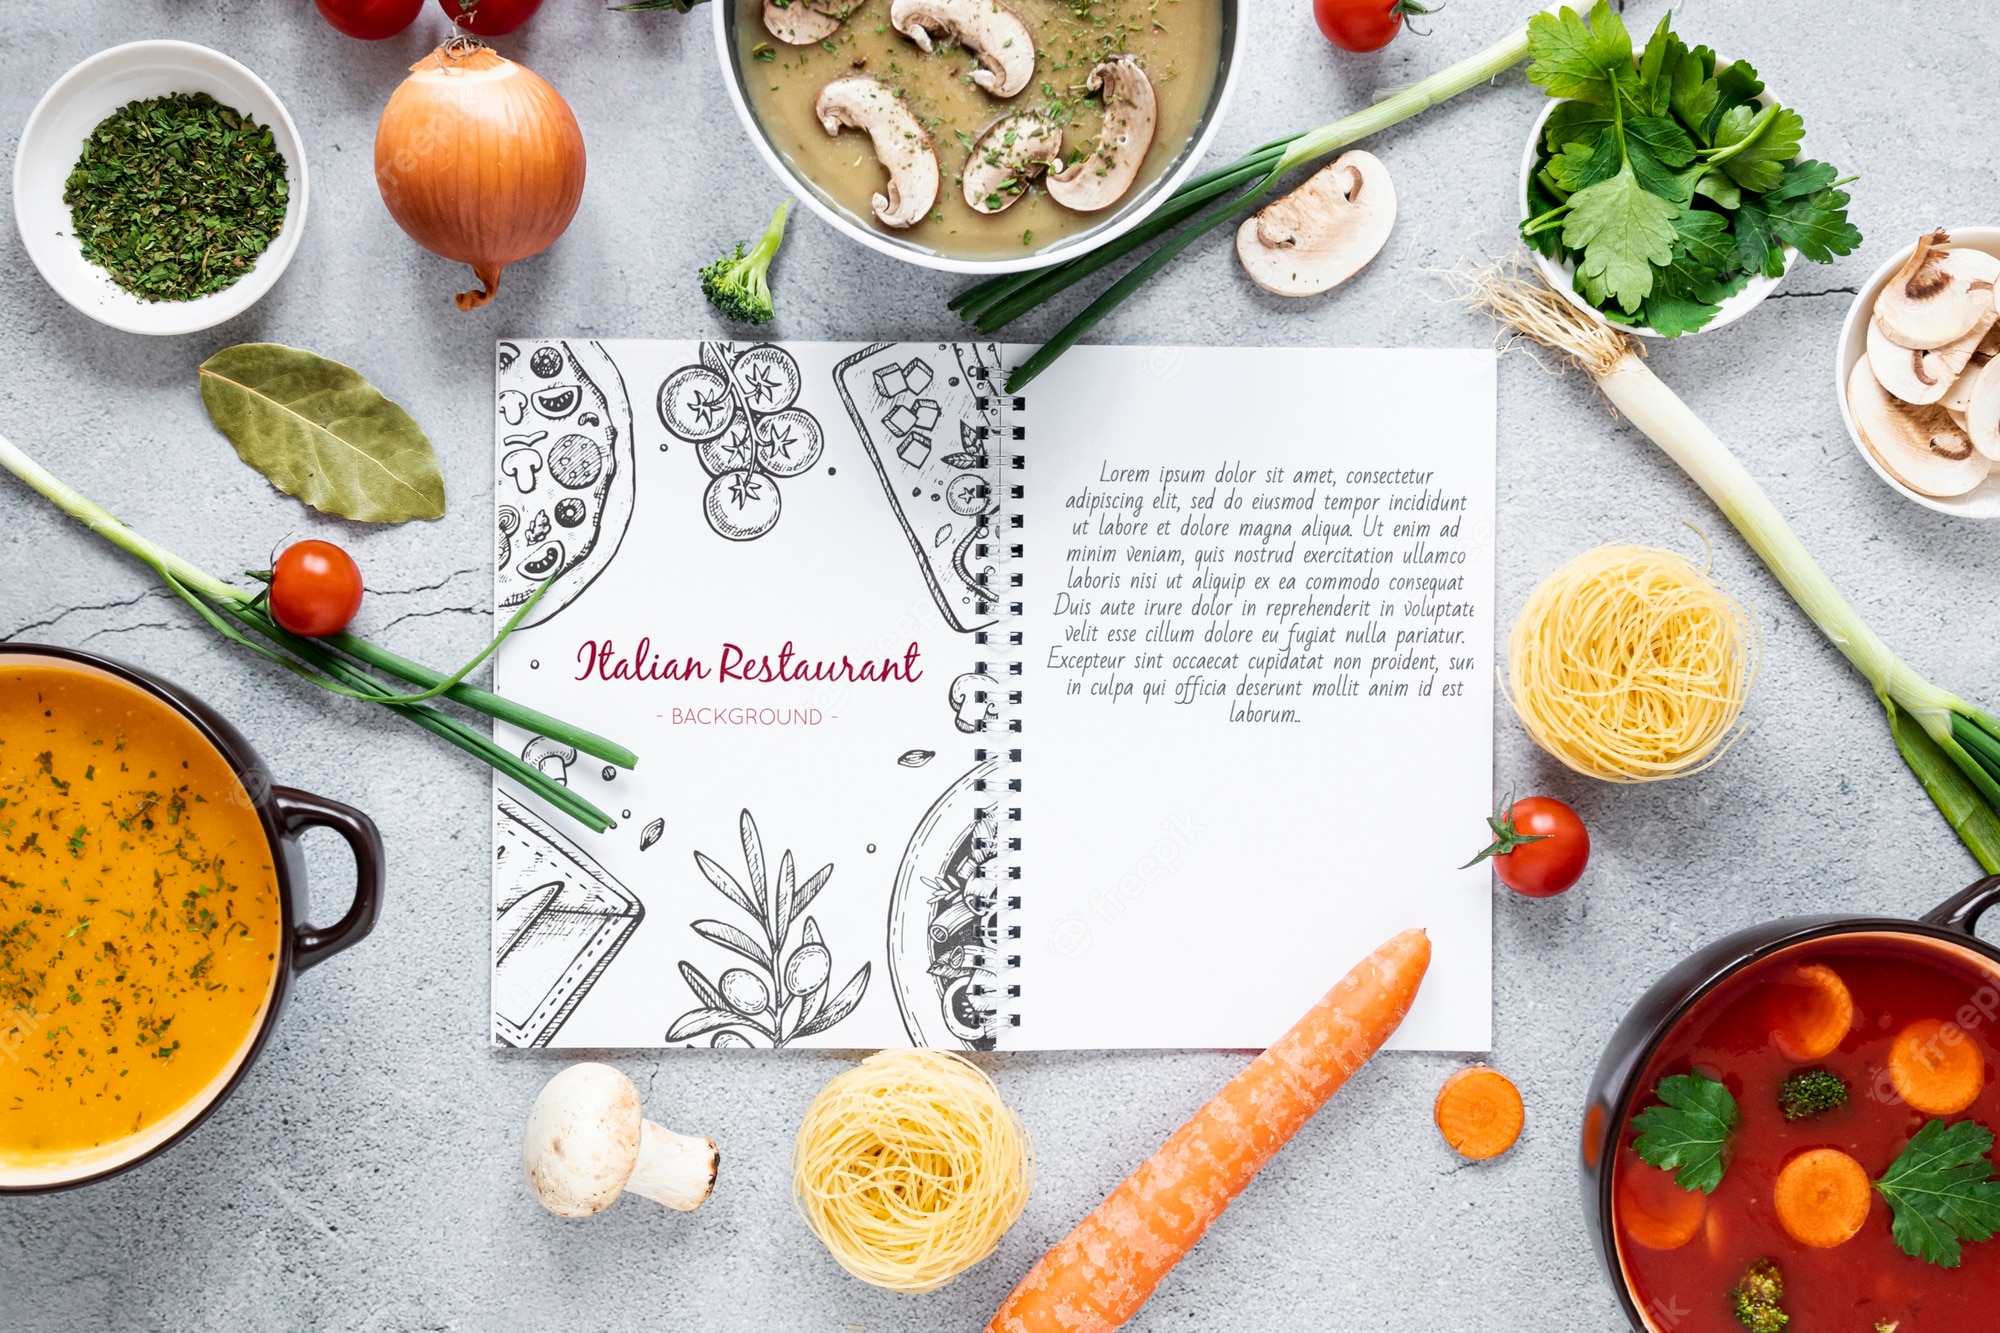 Italian Restaurant
- BACKGROUND -
Lorem ipsum dolor sit amet, consectetur
adipiscing elit, sed do eiusmod tempor incididunt
ut labore et dolore magna aliqua. Ut enim ad
minim veniam, quis nostrud exercitation ullamco
laboris nisi ut aliquip ex ea commodo consequat
Duis aute irure dolor in reprehenderit in voluptate
velit esse cillum dolore eu fugiat nulla pariatur.
Excepteur sint occaecat cupidatat non proident, sun
in culpa qui officia deserunt mollit anim id est
laborum..
freepik
freepik
freepik